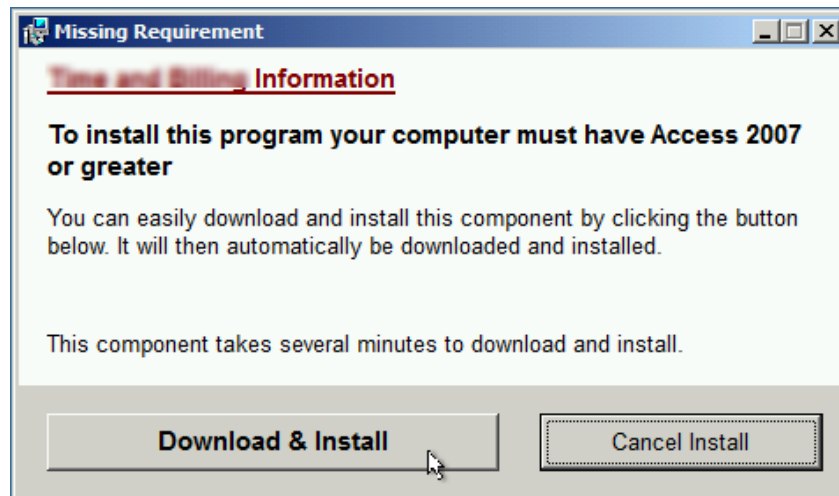 Missing Requirement
Information
To install this program your computer must have Access 2007
or greater
You can easily download and install this component by clicking the button
below. It will then automatically be downloaded and installed.
This component takes several minutes to download and install.
Download & Install
Cancel Install